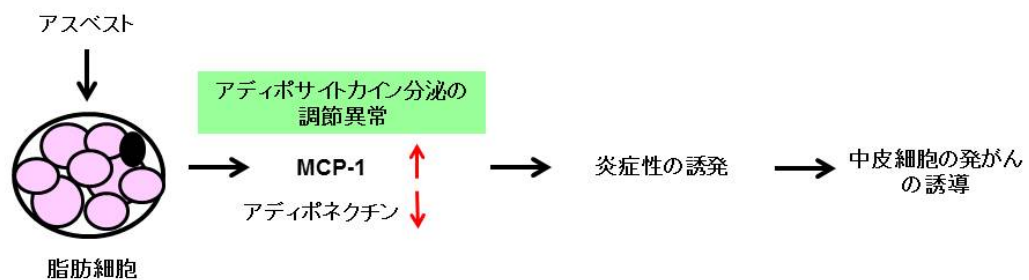 アスベスト
アディポサイトカイン分泌の
調節異常
MCP-1
アディポネクチン
炎症性の誘発
中皮細胞の発がん
の誘導
脂肪細胞